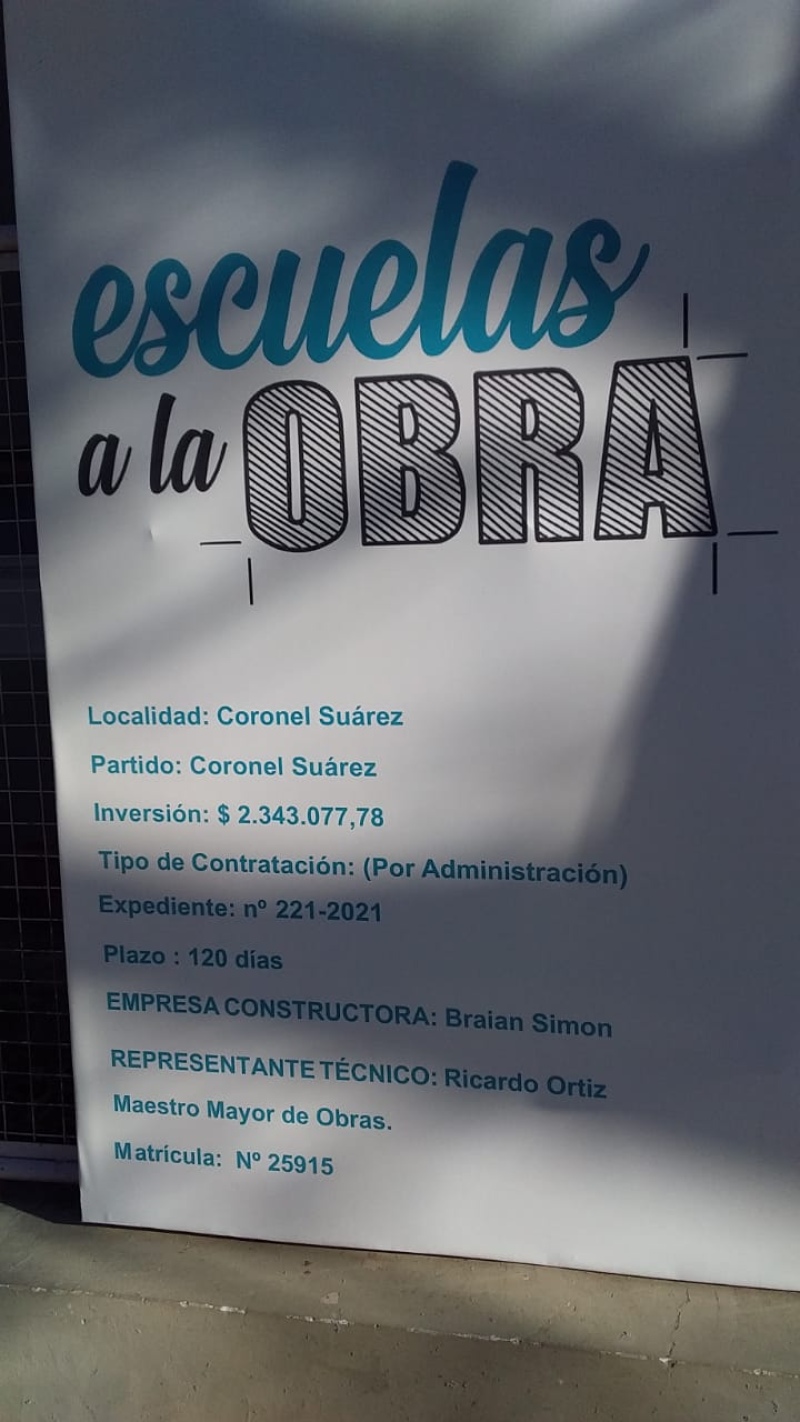 escuelas
a la OBRA
Localidad: Coronel Suárez
Partido: Coronel Suárez
Inversión: $ 2.343.077,78
Tipo de Contratación: (Por Administración)
Expediente: nº 221-2021
Plazo : 120 días
EMPRESA CONSTRUCTORA: Braian Simon
REPRESENTANTE TÉCNICO: Ricardo Ortiz
Maestro Mayor de Obras.
Matrícula: Nº 25915